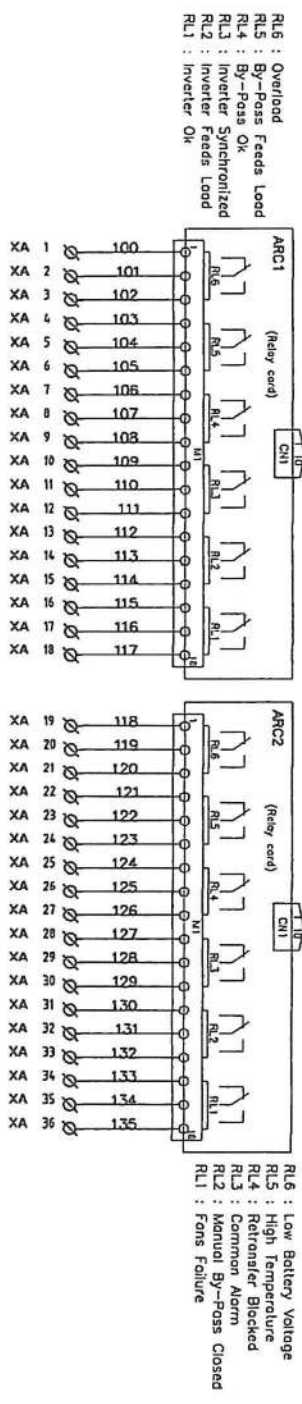 RL6 : Overload
RL5 : By-Pass Feeds Load
RL4 : By-Pass Ok
RL3 : Inverter Synchronized
RL2 : Inverter Feeds Load
RL1 : Inverter Ok
ARC1
(Relay card)
CN1
10
1
RL6
RL5
RL4
M1
RL3
RL2
RL1
18
XA 1 100
XA 2 101
XA 3 102
XA 4 103
XA 5 104
XA 6 105
XA 7 106
XA 8 107
XA 9 108
XA 10 109
XA 11 110
XA 12 111
XA 13 112
XA 14 113
XA 15 114
XA 16 115
XA 17 116
XA 18 117
ARC2
(Relay card)
CN1
10
1
RL6
RL5
RL4
RL3
RL2
RL1
XA 19 118
XA 20 119
XA 21 120
XA 22 121
XA 23 122
XA 24 123
XA 25 124
XA 26 125
XA 27 126
XA 28 127
XA 29 128
XA 30 129
XA 31 130
XA 32 131
XA 33 132
XA 34 133
XA 35 134
XA 36 135
RL6 : Low Battery Voltage
RL5 : High Temperature
RL4 : Retransfer Blocked
RL3 : Common Alarm
RL2 : Manual By-Pass Closed
RL1 : Fans Failure